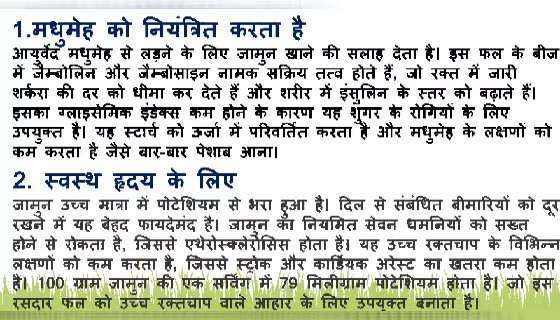 1.मधुमेह को नियंत्रित करता है
आयुर्वेद मधुमेह से लड़ने के लिए जामुन खाने की सलाह देता है। इस फल के बीज
में जैम्बोलिन और जैम्बोसाइन नामक सक्रिय तत्व होते हैं, जो रक्त में जारी
शर्करा की दर को धीमा कर देते हैं और शरीर में इंसुलिन के स्तर को बढ़ाते हैं।
इसका ग्लाइसेमिक इंडेक्स कम होने के कारण यह शुगर के रोगियों के लिए
उपयुक्त है। यह स्टार्च को ऊर्जा में परिवर्तित करता है और मधुमेह के लक्षणों को
कम करता है जैसे बार-बार पेशाब आना।
2. स्वस्थ हृदय के लिए
जामुन उच्च मात्रा में पोटेशियम से भरा हुआ है। दिल से संबंधित बीमारियों को दूर
रखने में यह बेहद फायदेमंद है। जामुन का नियमित सेवन धमनियों को सख्त
होने से रोकता है, जिससे एथेरोस्क्लेरोसिस होता है। यह उच्च रक्तचाप के विभिन्न
लक्षणों को कम करता है, जिससे स्ट्रोक और कार्डियक अरेस्ट का खतरा कम होता
है। 100 ग्राम जामुन की एक सर्विंग में 79 मिलीग्राम पोटेशियम होता है। जो इस
रसदार फल को उच्च रक्तचाप वाले आहार के लिए उपयुक्त बनाता है।